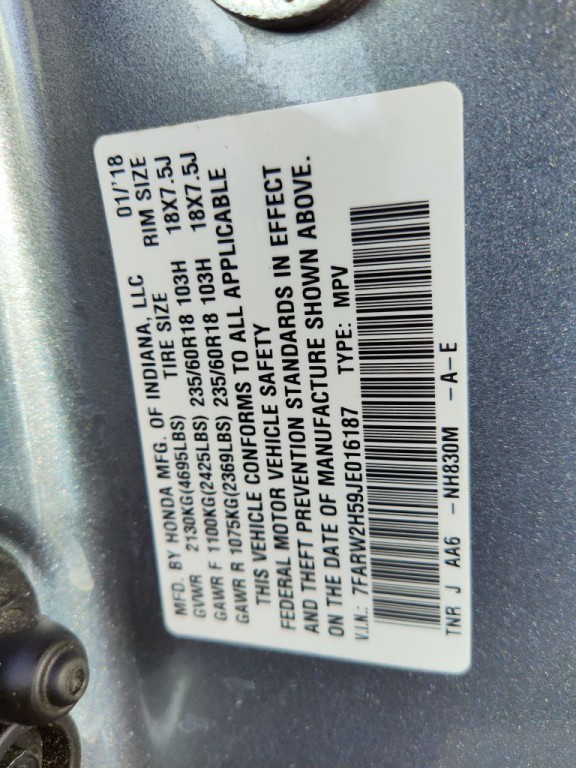 MFD. BY HONDA MFG. OF INDIANA, LLC 01/'18
GVWR 2130KG(4695LBS) TIRE SIZE RIM SIZE
GAWR F 1100KG(2425LBS) 235/60R18 103H 18X7.5J
GAWR R 1075KG(2369LBS) 235/60R18 103H 18X7.5J
THIS VEHICLE CONFORMS TO ALL APPLICABLE
FEDERAL MOTOR VEHICLE SAFETY
AND THEFT PREVENTION STANDARDS IN EFFECT
ON THE DATE OF MANUFACTURE SHOWN ABOVE.
V.I.N.: 7FARW2H59JE016187 TYPE: MPV
TNR J AA6 -NH830M -A-E